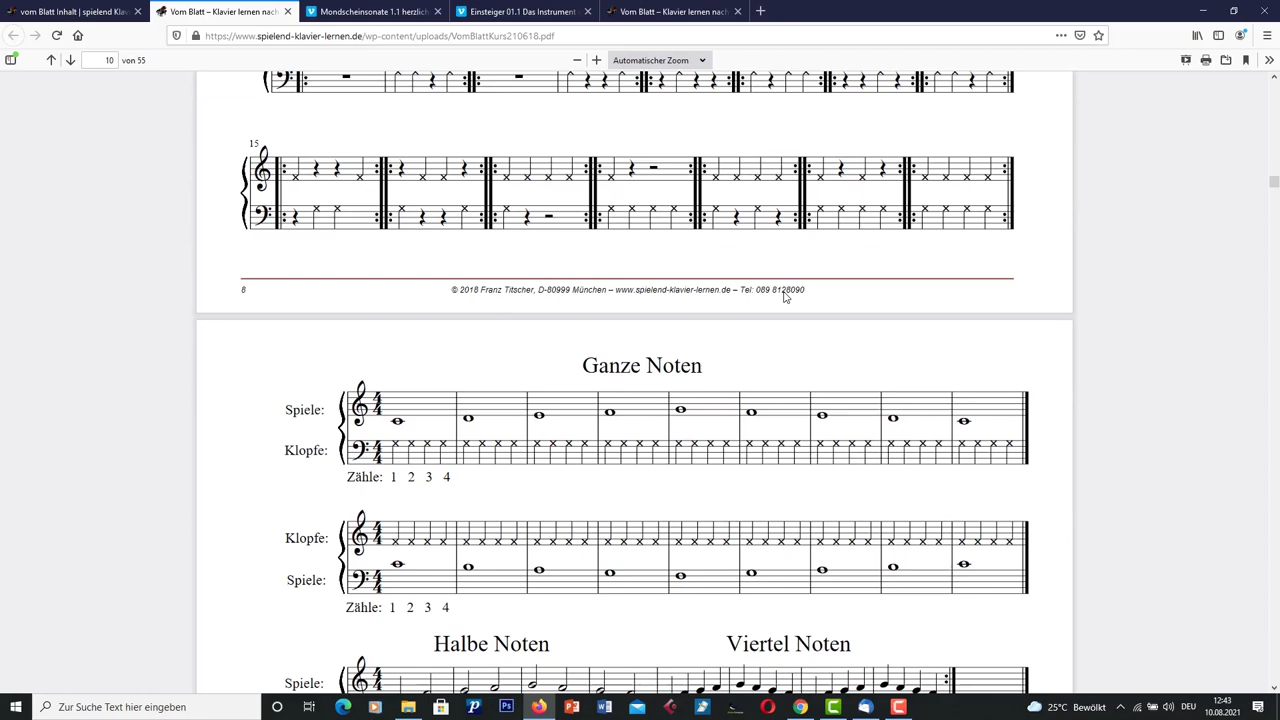 vom Blatt Inhalt | spielend Klav
Vom Blatt – Klavier lernen nach
Mondscheinsonate 1.1 herzlich
Einsteiger 01.1 Das Instrument
Vom Blatt – Klavier lernen nach
https://www.spielend-klavier-lernen.de/wp-content/uploads/VomBlattKurs210618.pdf
10 von 55
Automatischer Zoom
15
8
© 2018 Franz Titscher, D-80999 München – www.spielend-klavier-lernen.de – Tel: 089 8128090
Ganze Noten
Spiele:
Klopfe:
Zähle: 1 2 3 4
Klopfe:
Spiele:
Zähle: 1 2 3 4
Halbe Noten
Viertel Noten
Spiele:
Zur Suche Text hier eingeben
25°C Bewölkt
DEU
12:43
10.08.2021